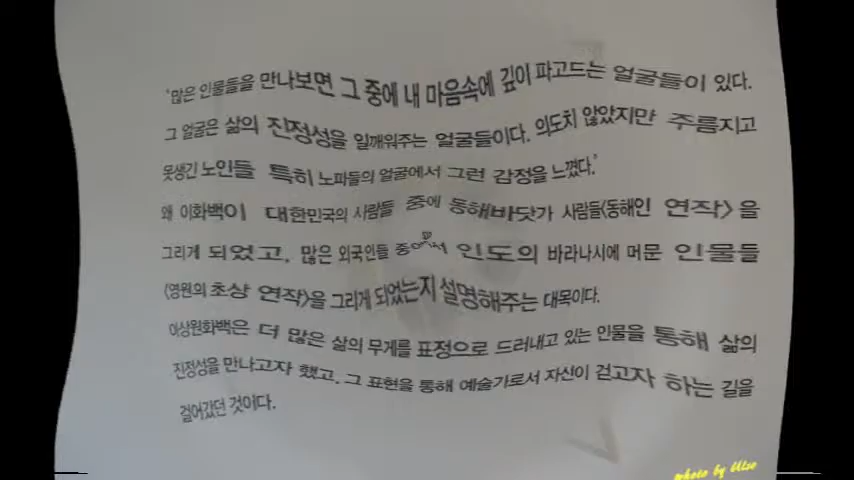 '많은 인물들을 만나보면 그 중에 내 마음속에 깊이 파고드는 얼굴들이 있다.
그 얼굴은 삶의 진정성을 일깨워주는 얼굴들이다. 의도치 않았지만 주름지고
못생긴 노인들 특히 노파들의 얼굴에서 그런 감정을 느꼈다.'
왜 이화백이 대한민국의 사람들 중에 동해바닷가 사람들(동해인 연작>을
그리게 되었고, 많은 외국인들 중에서 인도의 바라나시에 머문 인물들
(영원의 초상 연작>을 그리게 되었는지 설명해주는 대목이다.
이상원화백은 더 많은 삶의 무게를 표정으로 드러내고 있는 인물을 통해 삶의
진정성을 만나고자 했고, 그 표현을 통해 예술가로서 자신이 걷고자 하는 길을
걸어갔던 것이다.
photo by